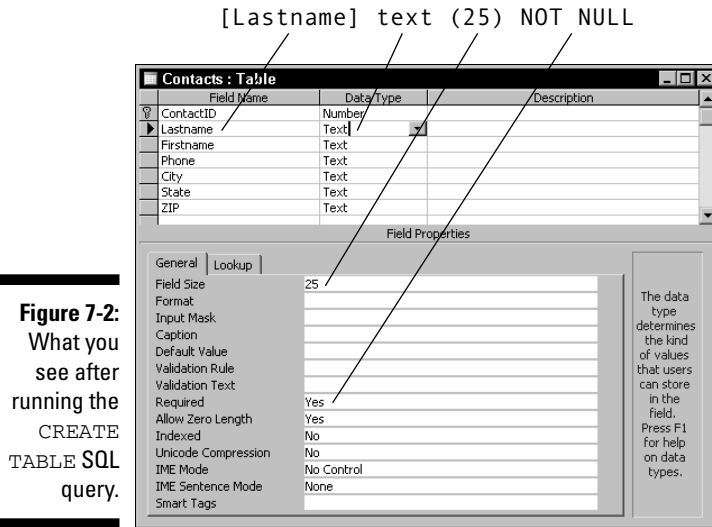 [Lastname] text (25) NOT NULL
Contacts : Table
Field Name Data Type Description
ContactID Number
Lastname Text
Firstname Text
Phone Text
City Text
State Text
ZIP Text
Field Properties
General Lookup
Field Size 25
Format
Input Mask
Caption
Default Value
Validation Rule
Validation Text
Required Yes
Allow Zero Length Yes
Indexed No
Unicode Compression No
IME Mode No Control
IME Sentence Mode None
Smart Tags
The data
type
determines
the kind
of values
that users
can store
in the
field.
Press F1
for help
on data
types.
Figure 7-2:
What you
see after
running the
CREATE
TABLE SQL
query.